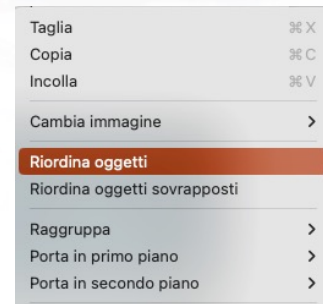 Taglia ⌘ X
Copia ⌘ C
Incolla ⌘ V
Cambia immagine >
Riordina oggetti
Riordina oggetti sovrapposti
Raggruppa >
Porta in primo piano >
Porta in secondo piano >